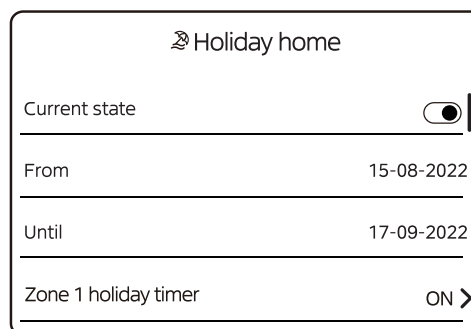 Holiday home
Current state
From 15-08-2022
Until 17-09-2022
Zone 1 holiday timer ON